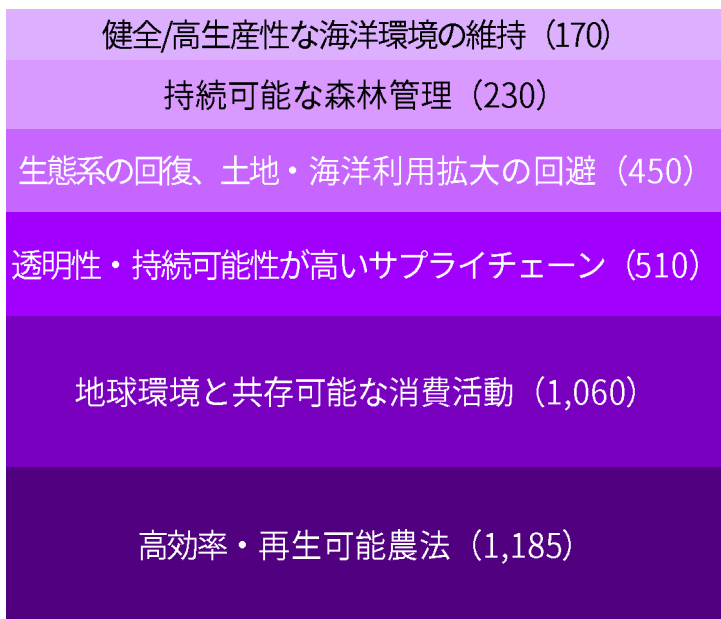 健全/高生産性な海洋環境の維持（170）
持続可能な森林管理（230）
生態系の回復、土地・海洋利用拡大の回避（450）
透明性・持続可能性が高いサプライチェーン（510）
地球環境と共存可能な消費活動（1,060）
高効率・再生可能農法（1,185）